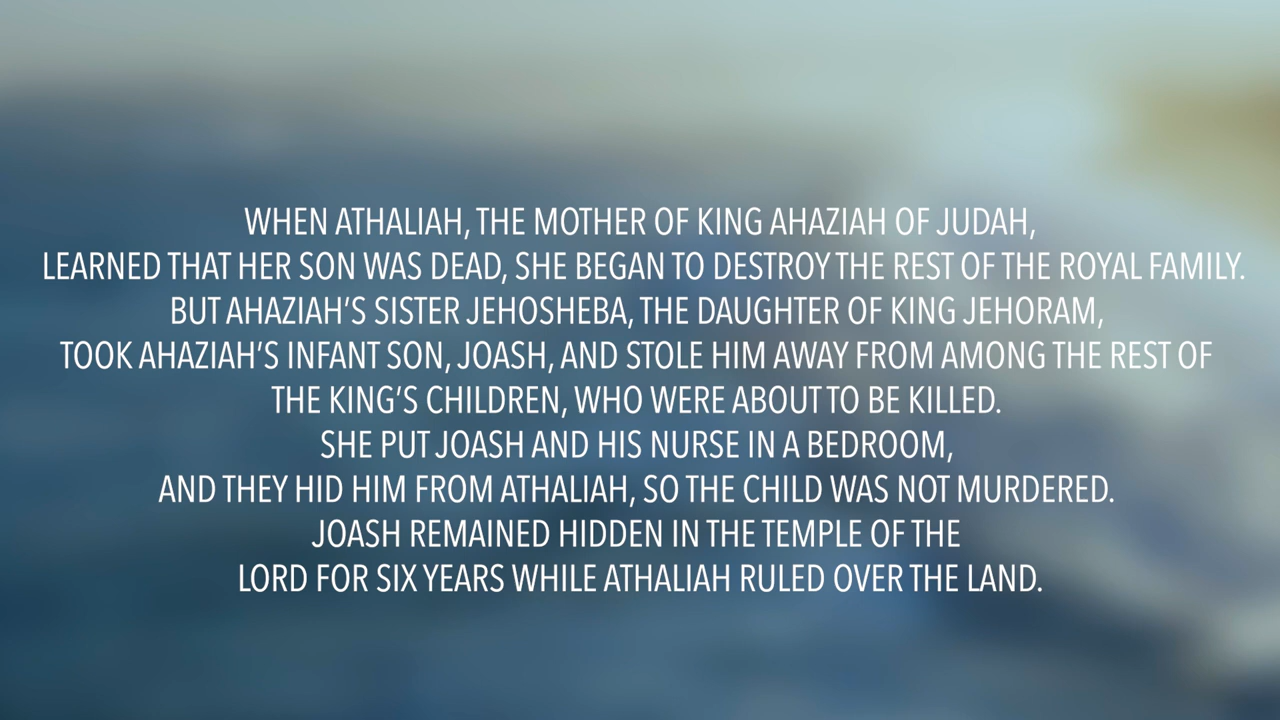 WHEN ATHALIAH, THE MOTHER OF KING AHAZIAH OF JUDAH,
LEARNED THAT HER SON WAS DEAD, SHE BEGAN TO DESTROY THE REST OF THE ROYAL FAMILY.
BUT AHAZIAH’S SISTER JEHOSHEBA, THE DAUGHTER OF KING JEHORAM,
TOOK AHAZIAH’S INFANT SON, JOASH, AND STOLE HIM AWAY FROM AMONG THE REST OF
THE KING’S CHILDREN, WHO WERE ABOUT TO BE KILLED.
SHE PUT JOASH AND HIS NURSE IN A BEDROOM,
AND THEY HID HIM FROM ATHALIAH, SO THE CHILD WAS NOT MURDERED.
JOASH REMAINED HIDDEN IN THE TEMPLE OF THE
LORD FOR SIX YEARS WHILE ATHALIAH RULED OVER THE LAND.